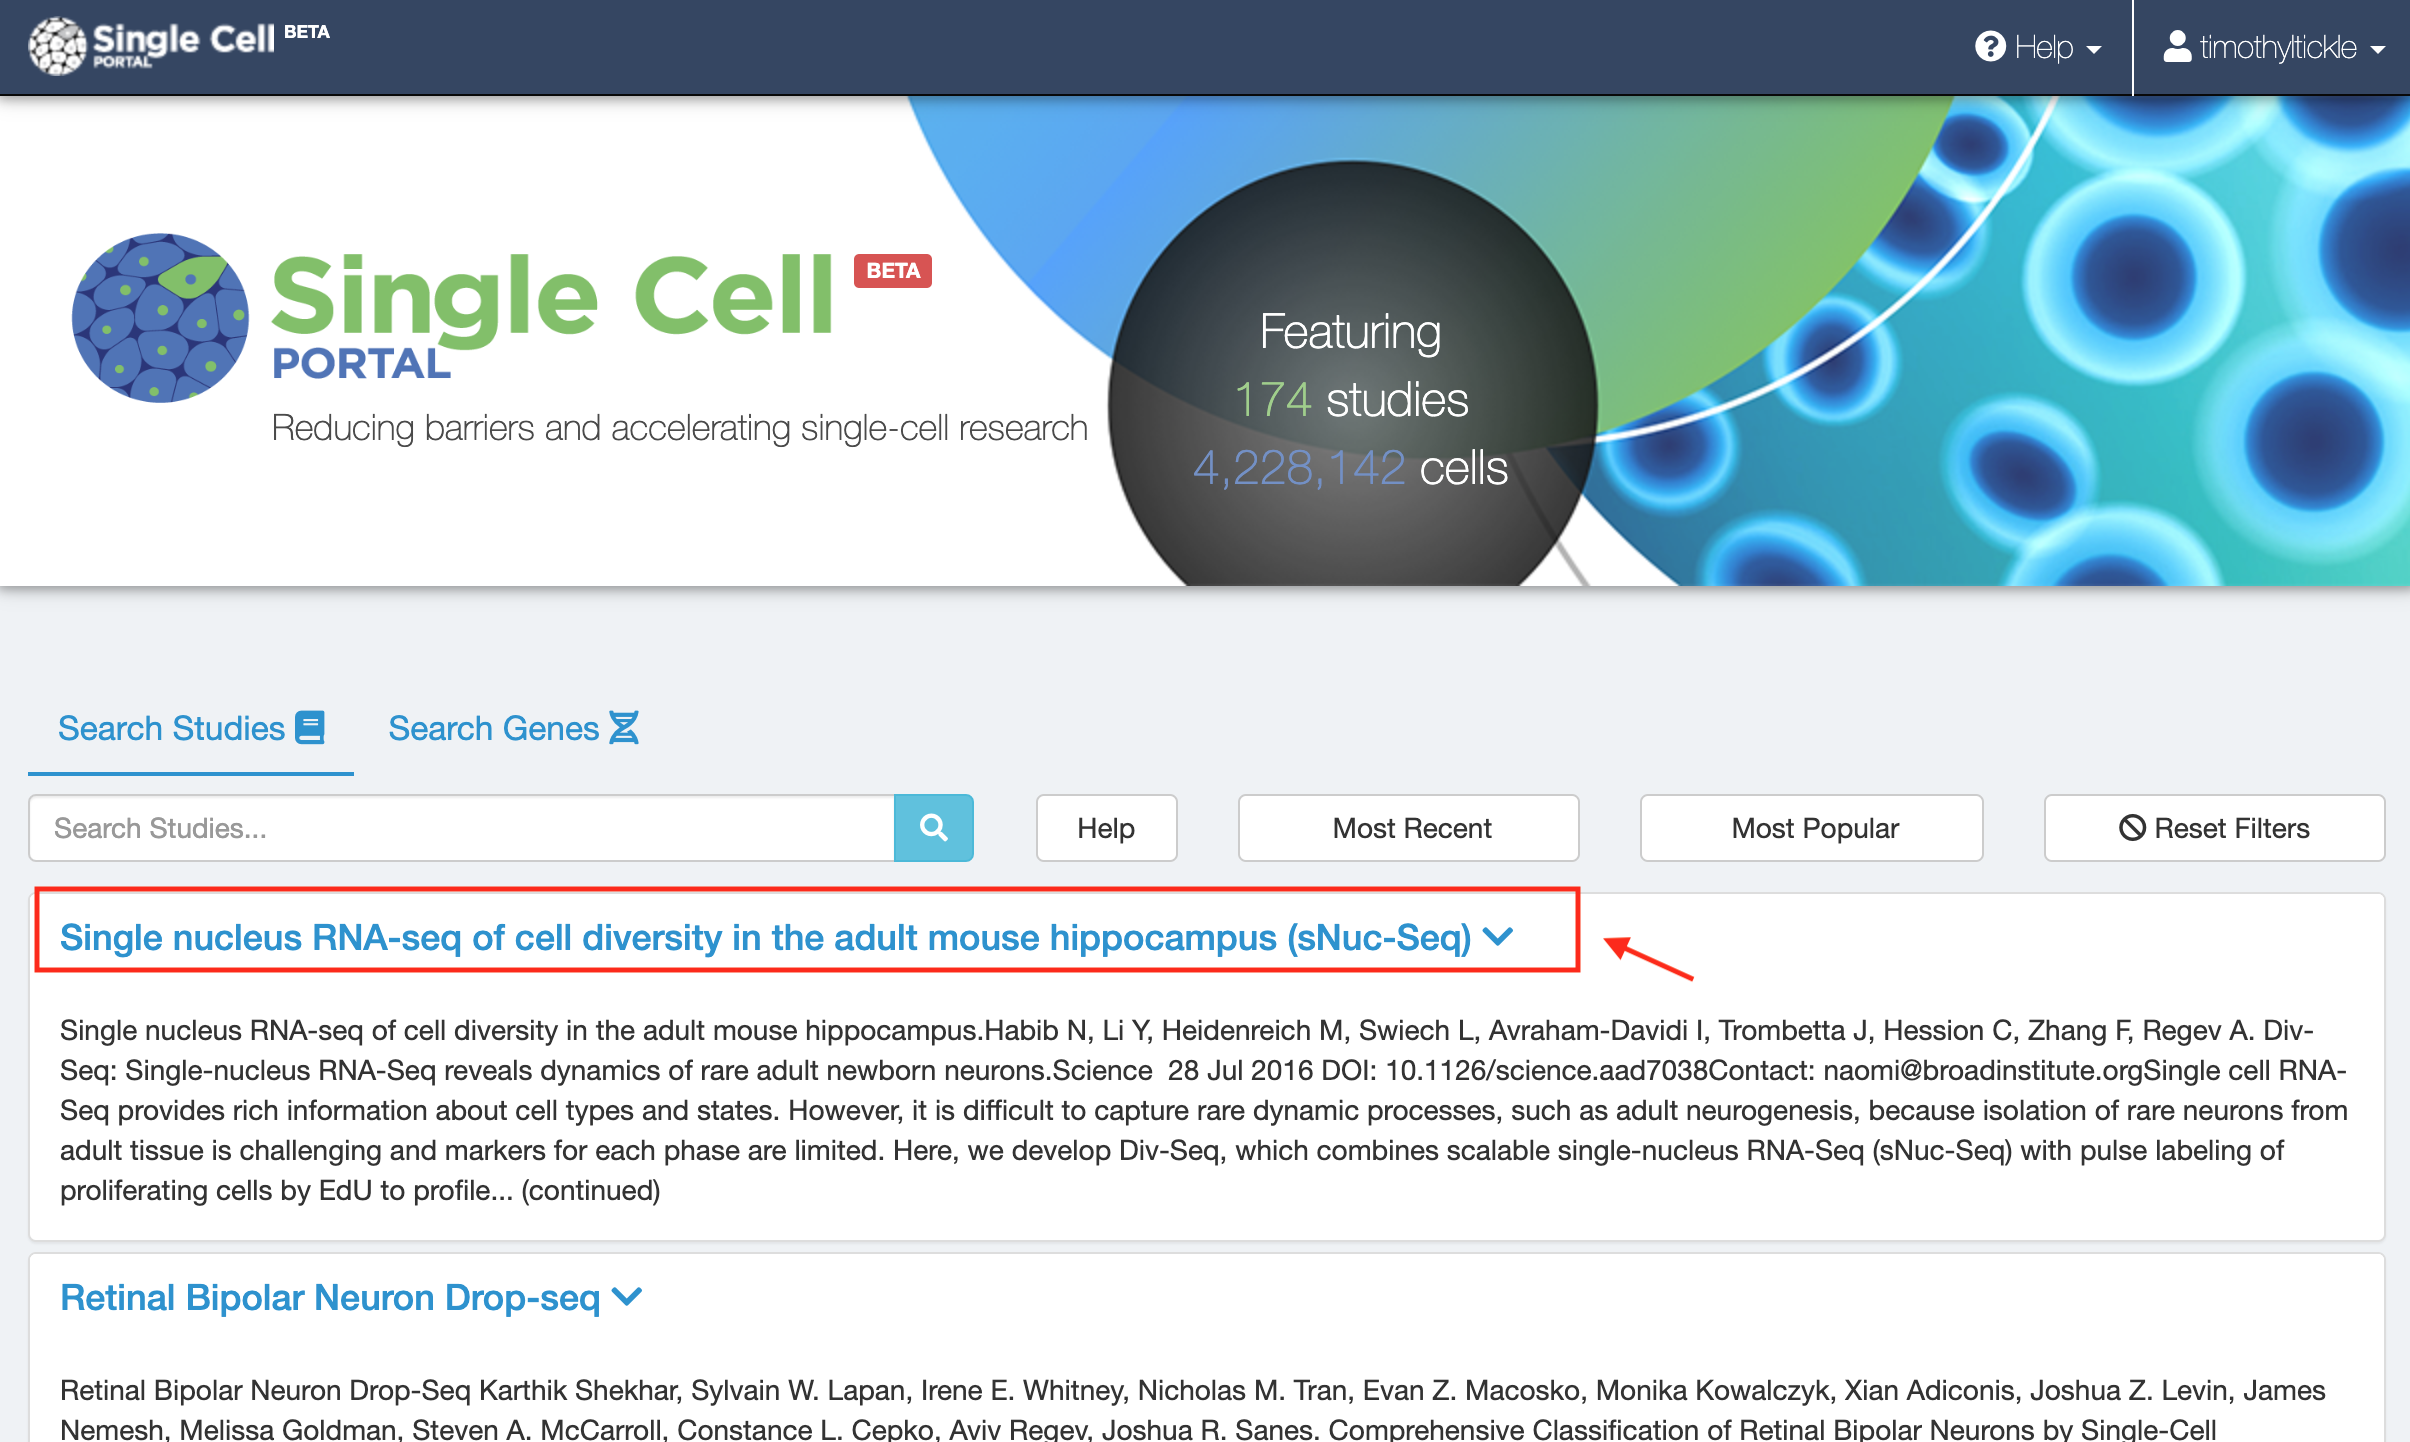 Single Cell BETA
PORTAL
Help
timothyltickle
Single Cell BETA
PORTAL
Reducing barriers and accelerating single-cell research
Featuring
174 studies
4,228,142 cells
Search Studies
Search Genes
Search Studies...
Help
Most Recent
Most Popular
Reset Filters
Single nucleus RNA-seq of cell diversity in the adult mouse hippocampus (sNuc-Seq)
Single nucleus RNA-seq of cell diversity in the adult mouse hippocampus.Habib N, Li Y, Heidenreich M, Swiech L, Avraham-Davidi I, Trombetta J, Hession C, Zhang F, Regev A. Div-
Seq: Single-nucleus RNA-Seq reveals dynamics of rare adult newborn neurons.Science  28 Jul 2016 DOI: 10.1126/science.aad7038Contact: naomi@broadinstitute.orgSingle cell RNA-
Seq provides rich information about cell types and states. However, it is difficult to capture rare dynamic processes, such as adult neurogenesis, because isolation of rare neurons from
adult tissue is challenging and markers for each phase are limited. Here, we develop Div-Seq, which combines scalable single-nucleus RNA-Seq (sNuc-Seq) with pulse labeling of
proliferating cells by EdU to profile... (continued)
Retinal Bipolar Neuron Drop-seq
Retinal Bipolar Neuron Drop-Seq Karthik Shekhar, Sylvain W. Lapan, Irene E. Whitney, Nicholas M. Tran, Evan Z. Macosko, Monika Kowalczyk, Xian Adiconis, Joshua Z. Levin, James
Nemesh, Melissa Goldman, Steven A. McCarroll, Constance L. Cepko, Aviv Regev, Joshua R. Sanes. Comprehensive Classification of Retinal Bipolar Neurons by Single-Cell